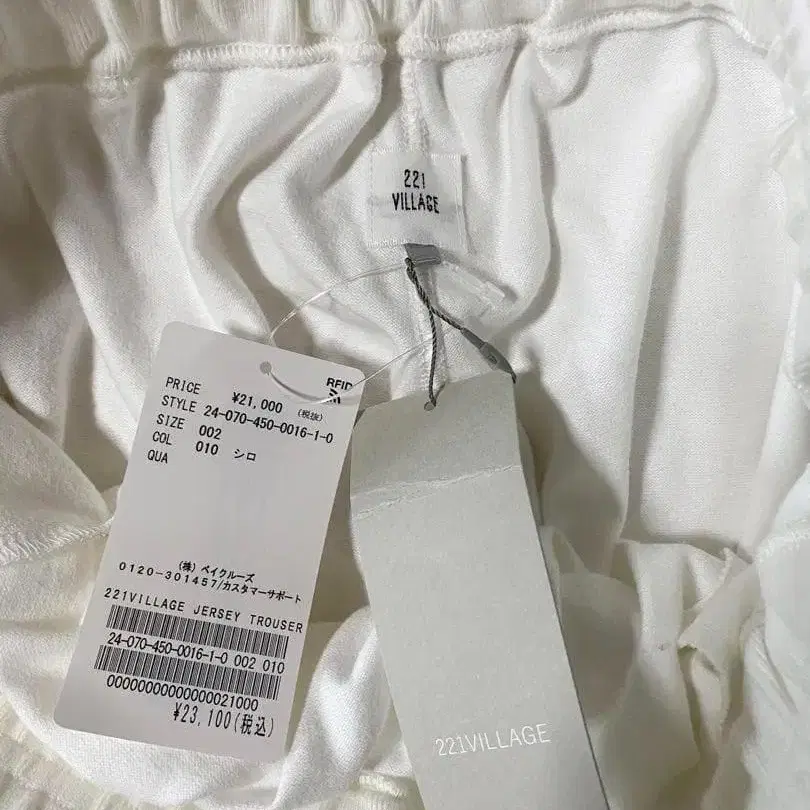 221
VILLAGE
RFID
PRICE ¥21,000 (税抜)
STYLE 24-070-450-0016-1-0
SIZE 002
COL 010 シロ
QUA
(株) ベイクルーズ
0120-301457/カスタマーサポート
221VILLAGE JERSEY TROUSER
24-070-450-0016-1-0 002 010
00000000000000021000
¥23,100(税込)
221VILLAGE